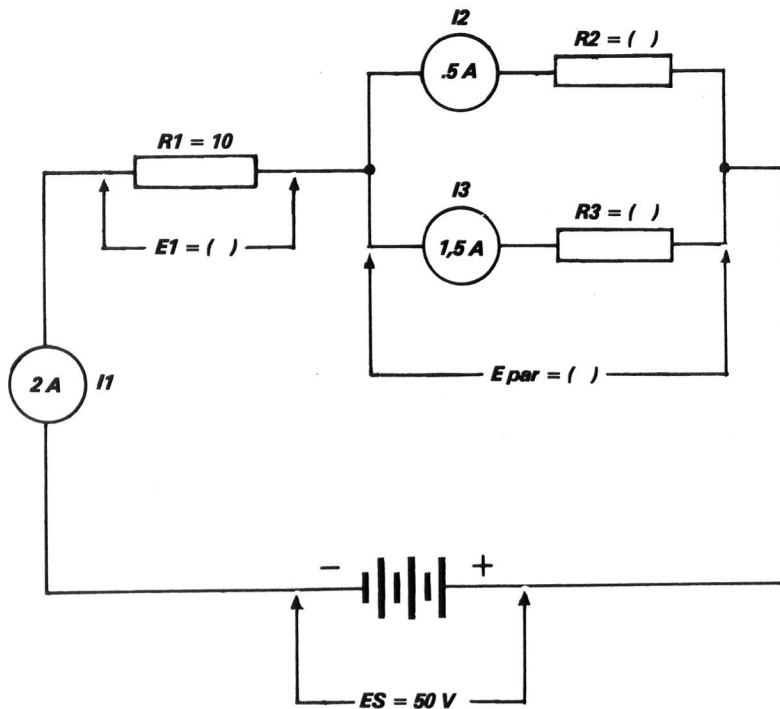 I2
R2 = ( )
.5 A
R1 = 10
I3
R3 = ( )
E1 = ( )
1,5 A
2 A I1
E par = ( )
- +
ES = 50 V